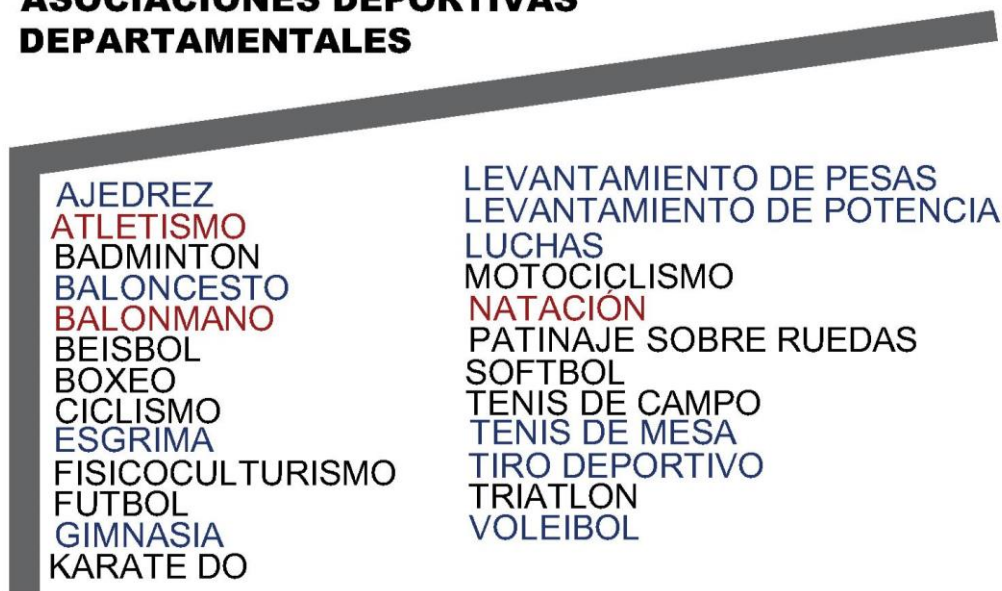 ASOCIACIONES DEPORTIVAS
DEPARTAMENTALES
AJEDREZ
ATLETISMO
BADMINTON
BALONCESTO
BALONMANO
BEISBOL
BOXEO
CICLISMO
ESGRIMA
FISICOCULTURISMO
FUTBOL
GIMNASIA
KARATE DO
LEVANTAMIENTO DE PESAS
LEVANTAMIENTO DE POTENCIA
LUCHAS
MOTOCICLISMO
NATACIÓN
PATINAJE SOBRE RUEDAS
SOFTBOL
TENIS DE CAMPO
TENIS DE MESA
TIRO DEPORTIVO
TRIATLON
VOLEIBOL